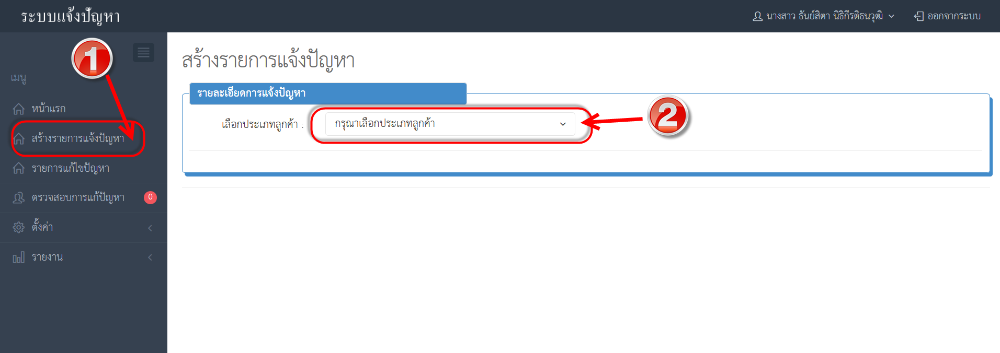 ระบบแจ้งปัญหา
นางสาว ธันย์สิตา นิธิกีรติธนวุฒิ
ออกจากระบบ
1
เมนู
หน้าแรก
สร้างรายการแจ้งปัญหา
รายการแก้ไขปัญหา
ตรวจสอบการแก้ปัญหา 0
ตั้งค่า
รายงาน
สร้างรายการแจ้งปัญหา
รายละเอียดการแจ้งปัญหา
เลือกประเภทลูกค้า : กรุณาเลือกประเภทลูกค้า
2